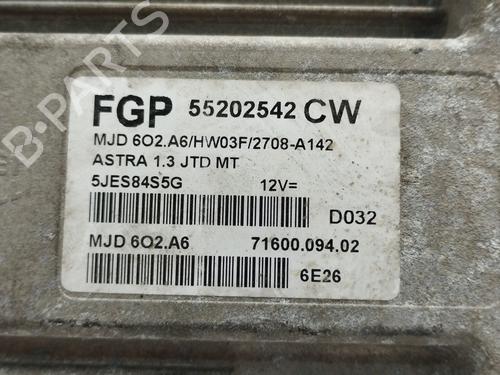 FGP 55202542 CW
MJD 6O2.A6/HW03F/2708-A142
ASTRA 1.3 JTD MT
5JES84S5G 12V=
D032
MJD 6O2.A6 71600.094.02
6E26
B-PARTS